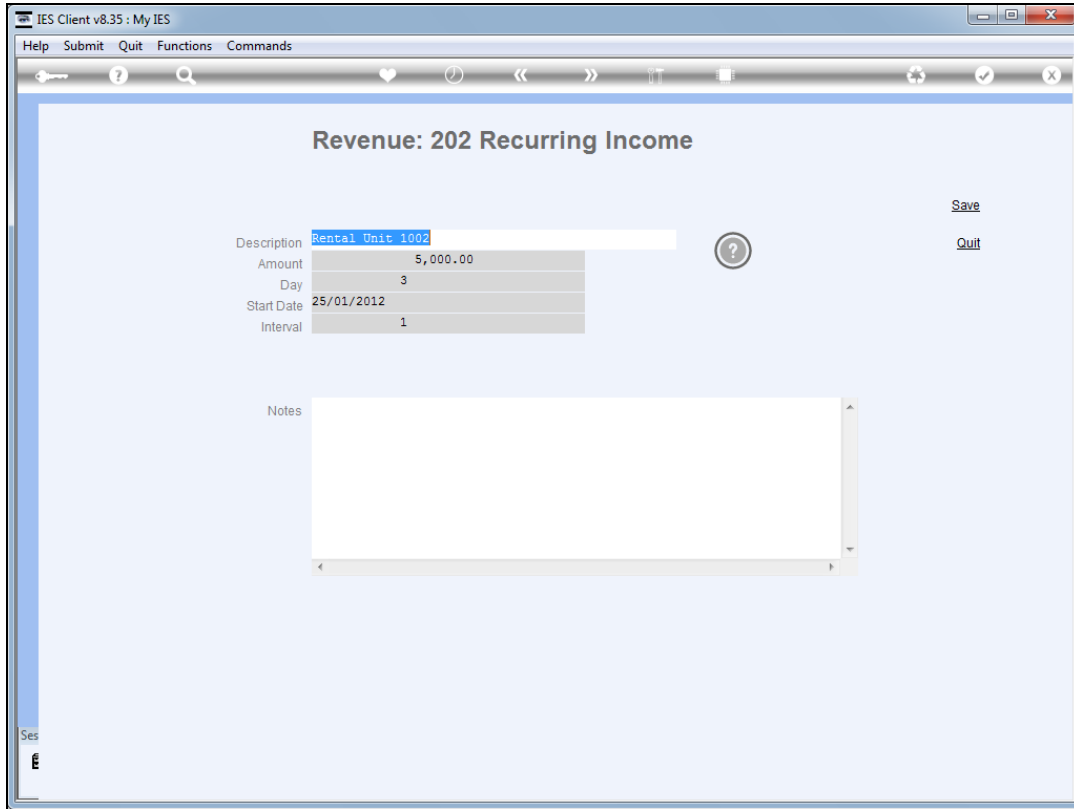 IES Client v8.35 : My IES
Help Submit Quit Functions Commands
Revenue: 202 Recurring Income
Save
Description Rental Unit 1002
Quit
Amount 5,000.00
Day 3
Start Date 25/01/2012
Interval 1
Notes
Ses